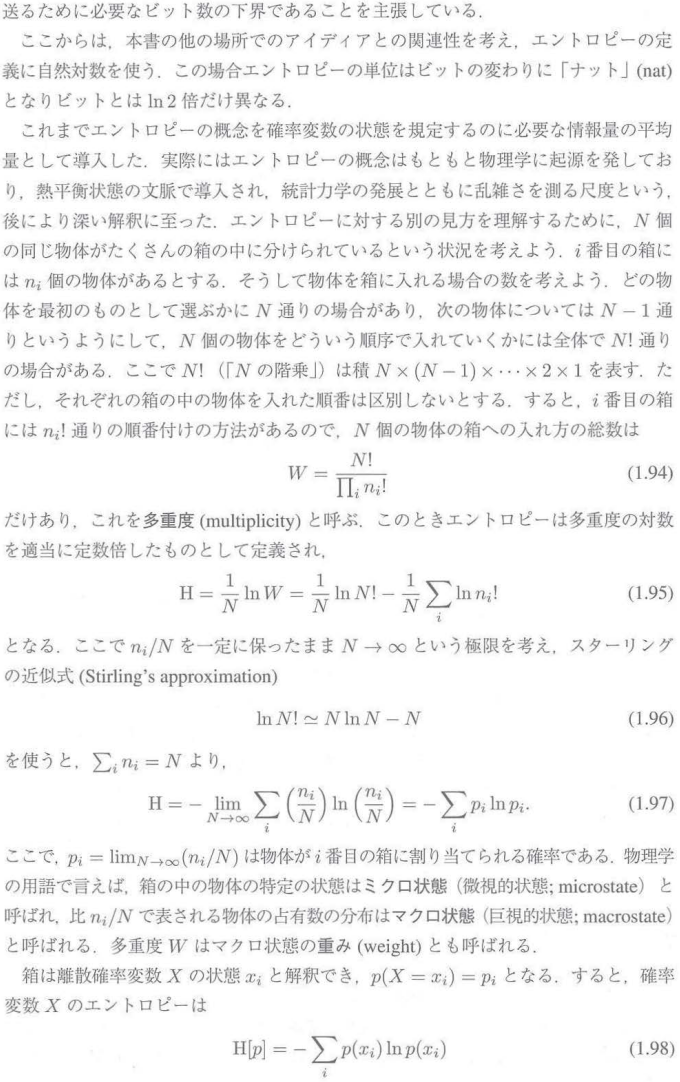 送るために必要なビット数の下界であることを主張している．
ここからは，本書の他の場所でのアイディアとの関連性を考え，エントロピーの定
義に自然対数を使う．この場合エントロピーの単位はビットの変わりに「ナット」(nat)
となりビットとは ln 2 倍だけ異なる．
これまでエントロピーの概念を確率変数の状態を規定するのに必要な情報量の平均
量として導入した．実際にはエントロピーの概念はもともと物理学に起源を発してお
り，熱平衡状態の文脈で導入され，統計力学の発展とともに乱雑さを測る尺度という，
後により深い解釈に至った．エントロピーに対する別の見方を理解するために，N 個
の同じ物体がたくさんの箱の中に分けられているという状況を考えよう．i 番目の箱に
は n_i 個の物体があるとする．そうして物体を箱に入れる場合の数を考えよう．どの物
体を最初のものとして選ぶかに N 通りの場合があり，次の物体については N − 1 通
りというようにして，N 個の物体をどういう順序で入れていくかには全体で N! 通り
の場合がある．ここで N!（「N の階乗」）は積 N × (N − 1) × ⋯ × 2 × 1 を表す．た
だし，それぞれの箱の中の物体を入れた順番は区別しないとする．すると，i 番目の箱
には n_i! 通りの順番付けの方法があるので，N 個の物体の箱への入れ方の総数は
W = N! / ∏_i n_i! (1.94)
だけあり，これを多重度 (multiplicity) と呼ぶ．このときエントロピーは多重度の対数
を適当に定数倍したものとして定義され，
H = 1/N ln W = 1/N ln N! − 1/N ∑_i ln n_i! (1.95)
となる．ここで n_i/N を一定に保ったまま N → ∞ という極限を考え，スターリング
の近似式 (Stirling's approximation)
ln N! ≃ N ln N − N (1.96)
を使うと，∑_i n_i = N より，
H = − lim_{N→∞} ∑_i (n_i/N) ln (n_i/N) = − ∑_i p_i ln p_i. (1.97)
ここで，p_i = lim_{N→∞}(n_i/N) は物体が i 番目の箱に割り当てられる確率である．物理学
の用語で言えば，箱の中の物体の特定の状態はミクロ状態（微視的状態; microstate）と
呼ばれ，比 n_i/N で表される物体の占有数の分布はマクロ状態（巨視的状態; macrostate）
と呼ばれる．多重度 W はマクロ状態の重み (weight) とも呼ばれる．
箱は離散確率変数 X の状態 x_i と解釈でき，p(X = x_i) = p_i となる．すると，確率
変数 X のエントロピーは
H[p] = − ∑_i p(x_i) ln p(x_i) (1.98)